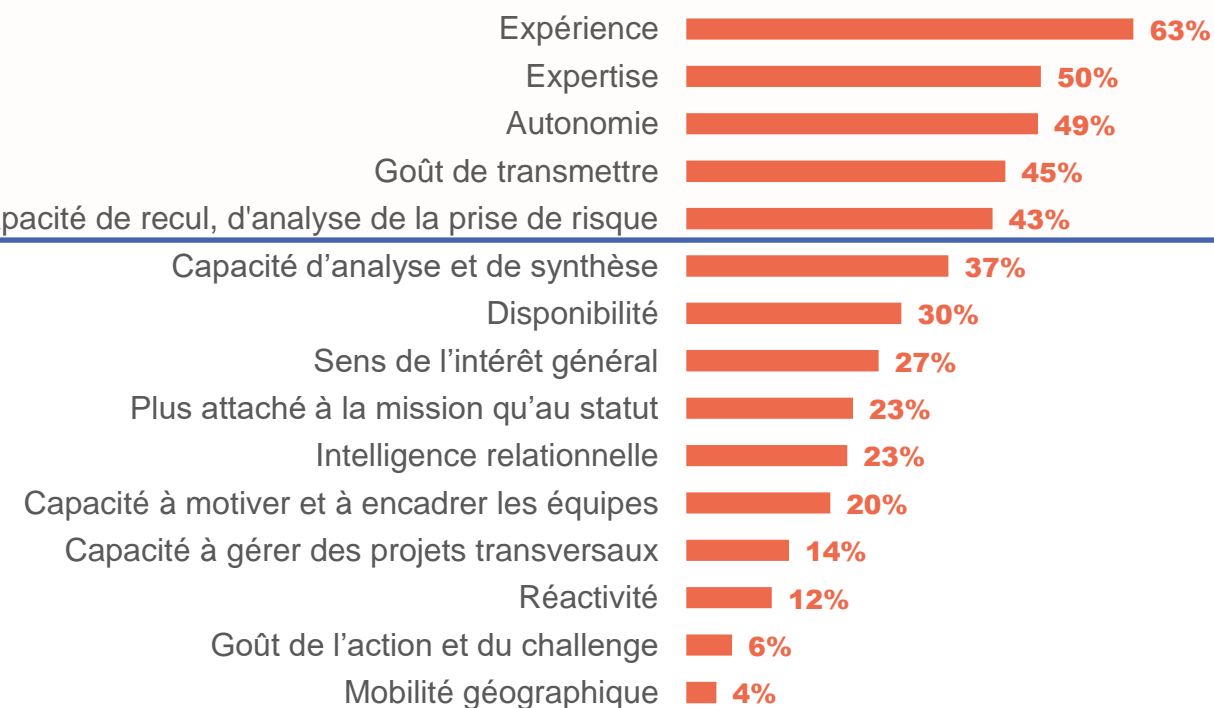 Expérience 63%
Expertise 50%
Autonomie 49%
Goût de transmettre 45%
pacité de recul, d'analyse de la prise de risque 43%
Capacité d’analyse et de synthèse 37%
Disponibilité 30%
Sens de l’intérêt général 27%
Plus attaché à la mission qu’au statut 23%
Intelligence relationnelle 23%
Capacité à motiver et à encadrer les équipes 20%
Capacité à gérer des projets transversaux 14%
Réactivité 12%
Goût de l’action et du challenge 6%
Mobilité géographique 4%